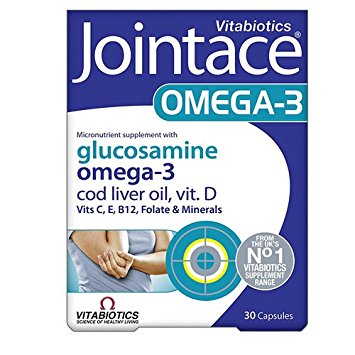 Vitabiotics
Jointace®
OMEGA-3
Micronutrient supplement with
glucosamine
omega-3
cod liver oil, vit. D
Vits C, E, B12, Folate & Minerals
FROM
THE UK'S
Nº1
VITABIOTICS
SUPPLEMENT
RANGE
VITABIOTICS
SCIENCE OF HEALTHY LIVING
30 Capsules